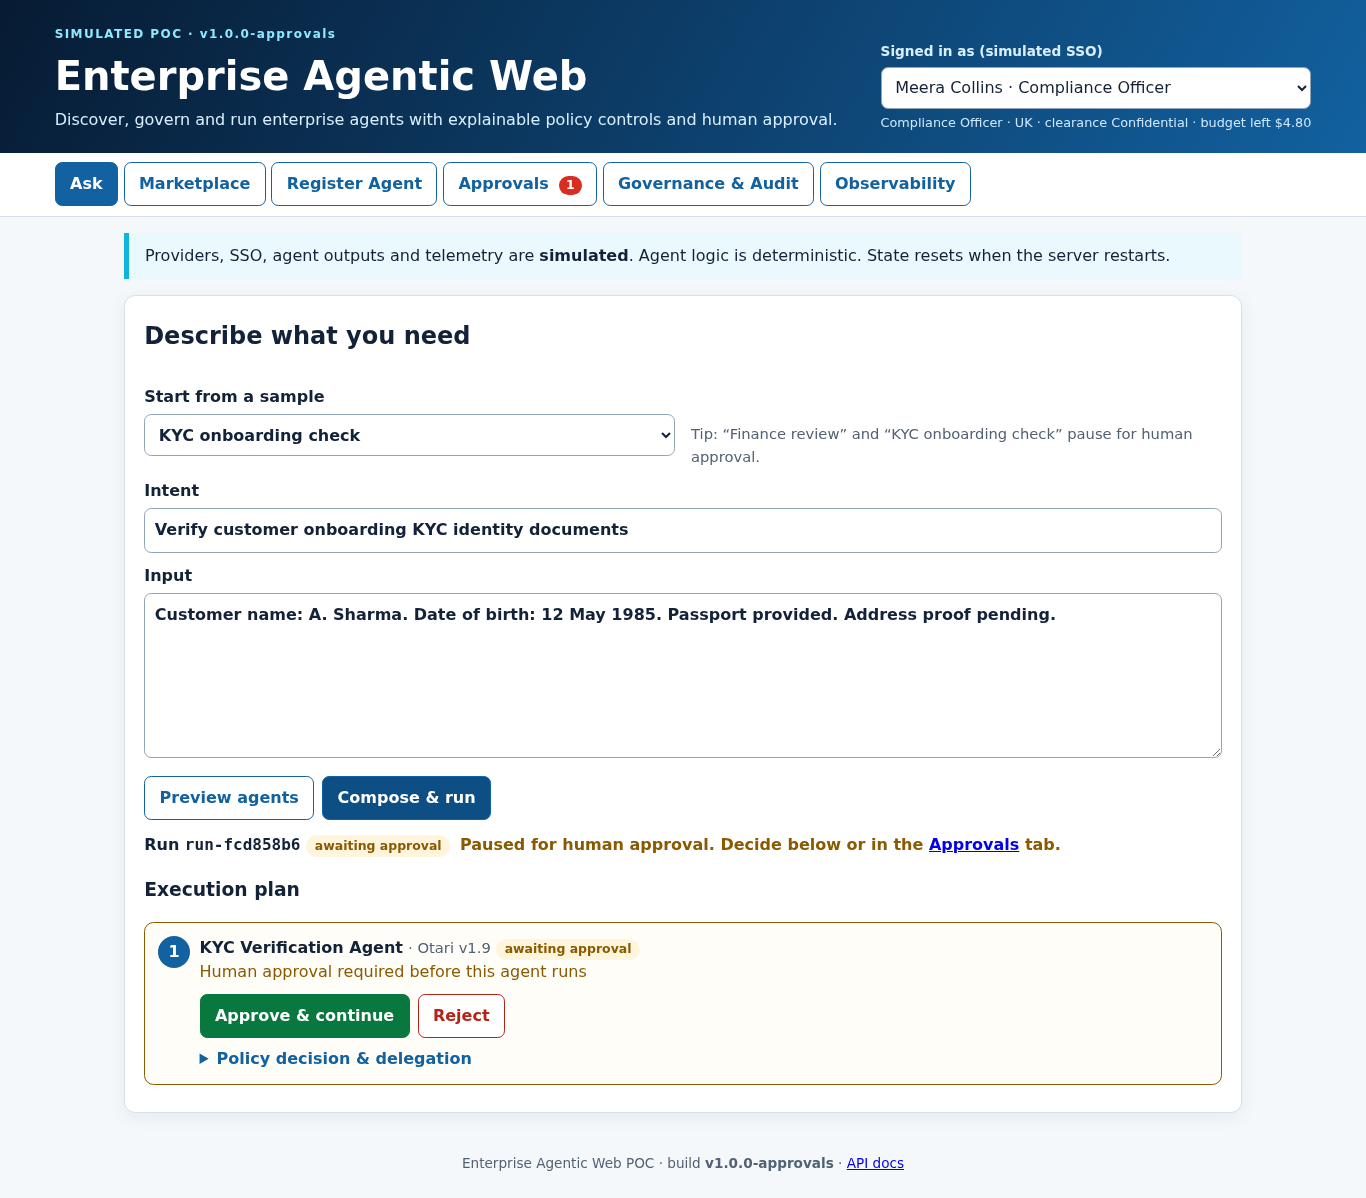 SIMULATED POC · v1.0.0-approvals
Enterprise Agentic Web
Discover, govern and run enterprise agents with explainable policy controls and human approval.
Signed in as (simulated SSO)
Meera Collins · Compliance Officer
Compliance Officer · UK · clearance Confidential · budget left $4.80
Ask
Marketplace
Register Agent
Approvals 1
Governance & Audit
Observability
Providers, SSO, agent outputs and telemetry are simulated. Agent logic is deterministic. State resets when the server restarts.
Describe what you need
Start from a sample
KYC onboarding check
Tip: “Finance review” and “KYC onboarding check” pause for human
approval.
Intent
Verify customer onboarding KYC identity documents
Input
Customer name: A. Sharma. Date of birth: 12 May 1985. Passport provided. Address proof pending.
Preview agents
Compose & run
Run run-fcd858b6 awaiting approval Paused for human approval. Decide below or in the Approvals tab.
Execution plan
1
KYC Verification Agent · Otari v1.9 awaiting approval
Human approval required before this agent runs
Approve & continue
Reject
Policy decision & delegation
Enterprise Agentic Web POC · build v1.0.0-approvals · API docs